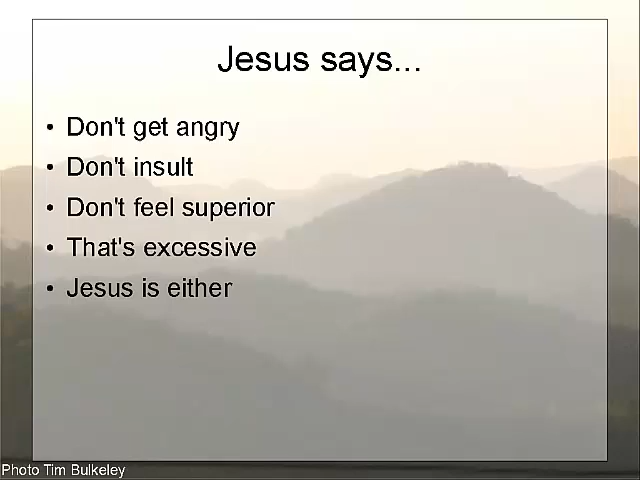 Jesus says...
• Don't get angry
• Don't insult
• Don't feel superior
• That's excessive
• Jesus is either
Photo Tim Bulkeley